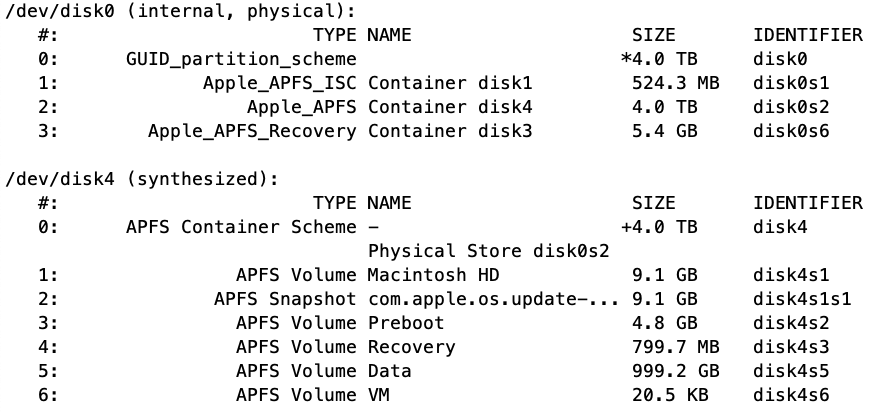 /dev/disk0 (internal, physical):
   #:                       TYPE NAME                    SIZE       IDENTIFIER
   0:      GUID_partition_scheme                        *4.0 TB     disk0
   1:             Apple_APFS_ISC Container disk1         524.3 MB   disk0s1
   2:                 Apple_APFS Container disk4         4.0 TB     disk0s2
   3:        Apple_APFS_Recovery Container disk3         5.4 GB     disk0s6

/dev/disk4 (synthesized):
   #:                       TYPE NAME                    SIZE       IDENTIFIER
   0:      APFS Container Scheme -                      +4.0 TB     disk4
                                 Physical Store disk0s2
   1:                APFS Volume Macintosh HD            9.1 GB     disk4s1
   2:              APFS Snapshot com.apple.os.update-... 9.1 GB     disk4s1s1
   3:                APFS Volume Preboot                 4.8 GB     disk4s2
   4:                APFS Volume Recovery                799.7 MB   disk4s3
   5:                APFS Volume Data                    999.2 GB   disk4s5
   6:                APFS Volume VM                      20.5 KB    disk4s6